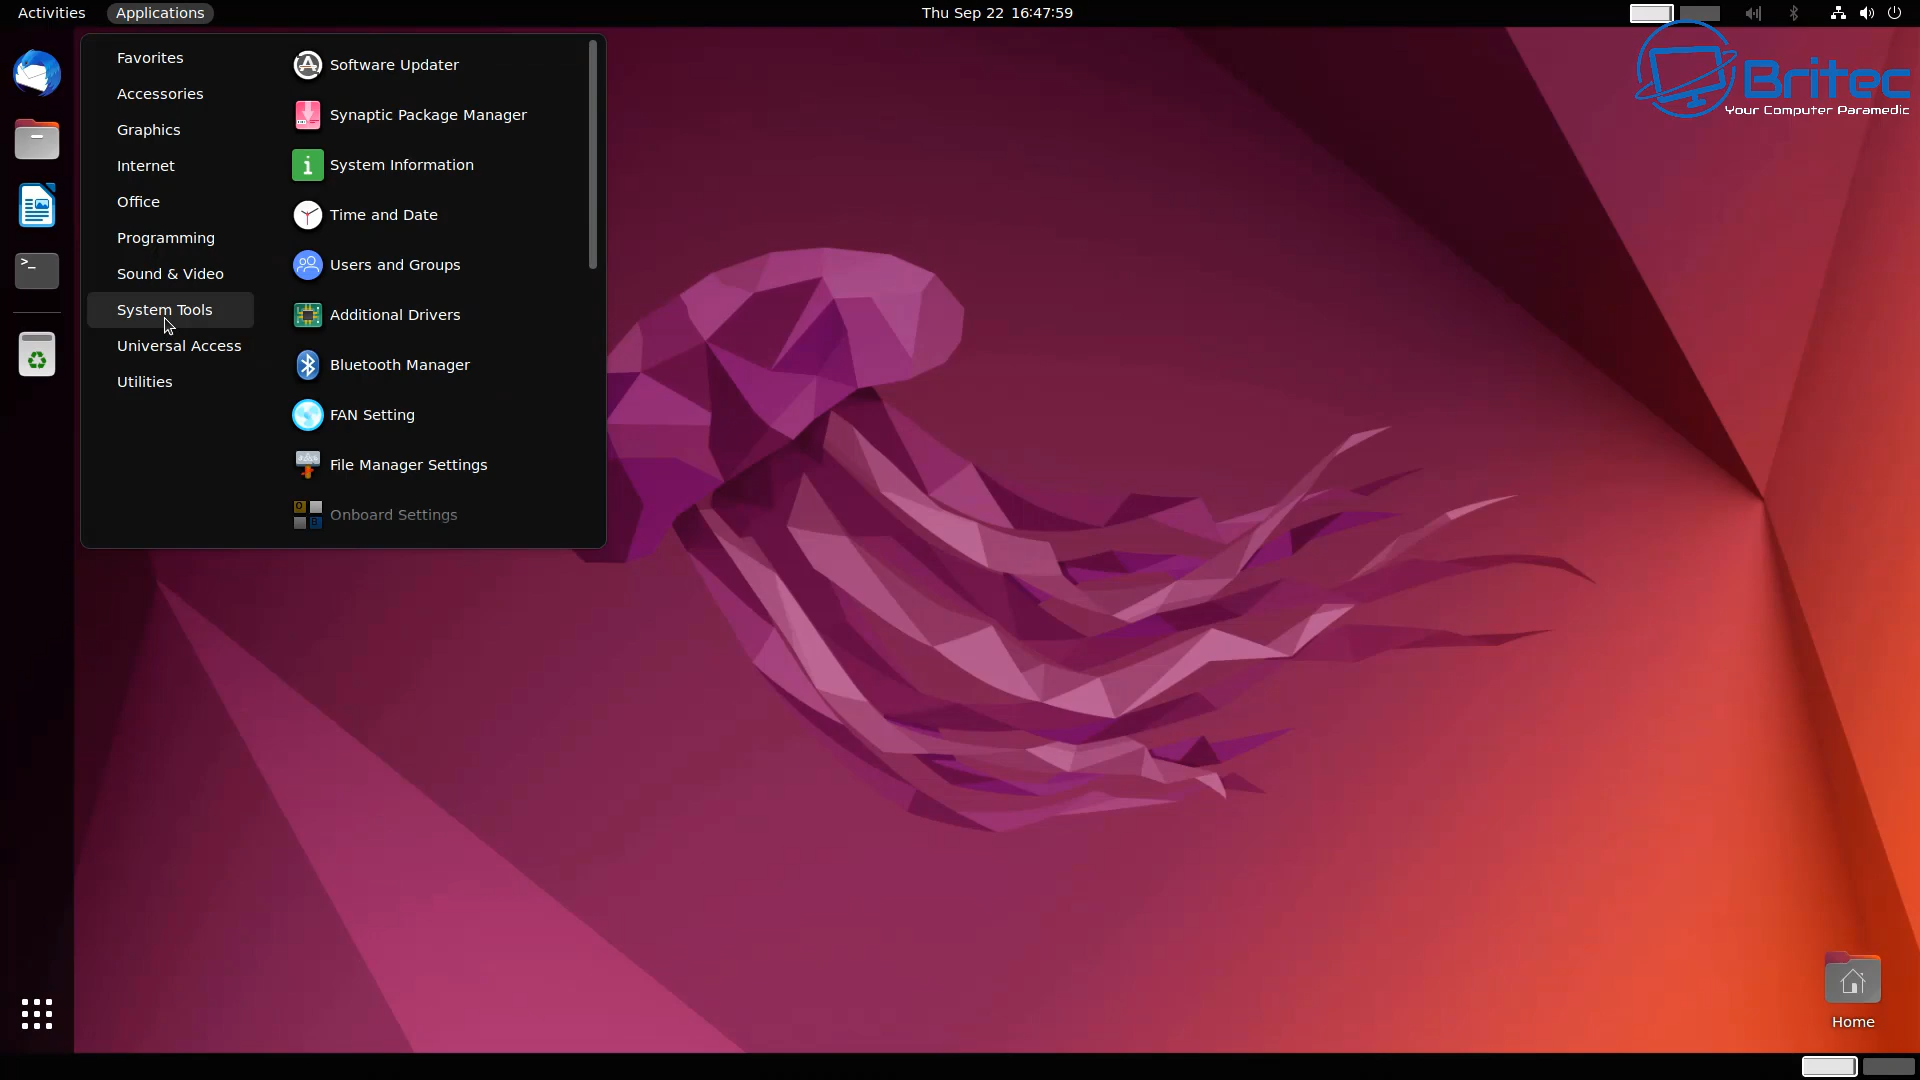 Activities
Applications
Thu Sep 22 16:47:59
Britec
Your Computer Paramedic
Favorites
Accessories
Graphics
Internet
Office
Programming
Sound & Video
System Tools
Universal Access
Utilities
Software Updater
Synaptic Package Manager
System Information
Time and Date
Users and Groups
Additional Drivers
Bluetooth Manager
FAN Setting
File Manager Settings
Onboard Settings
Home